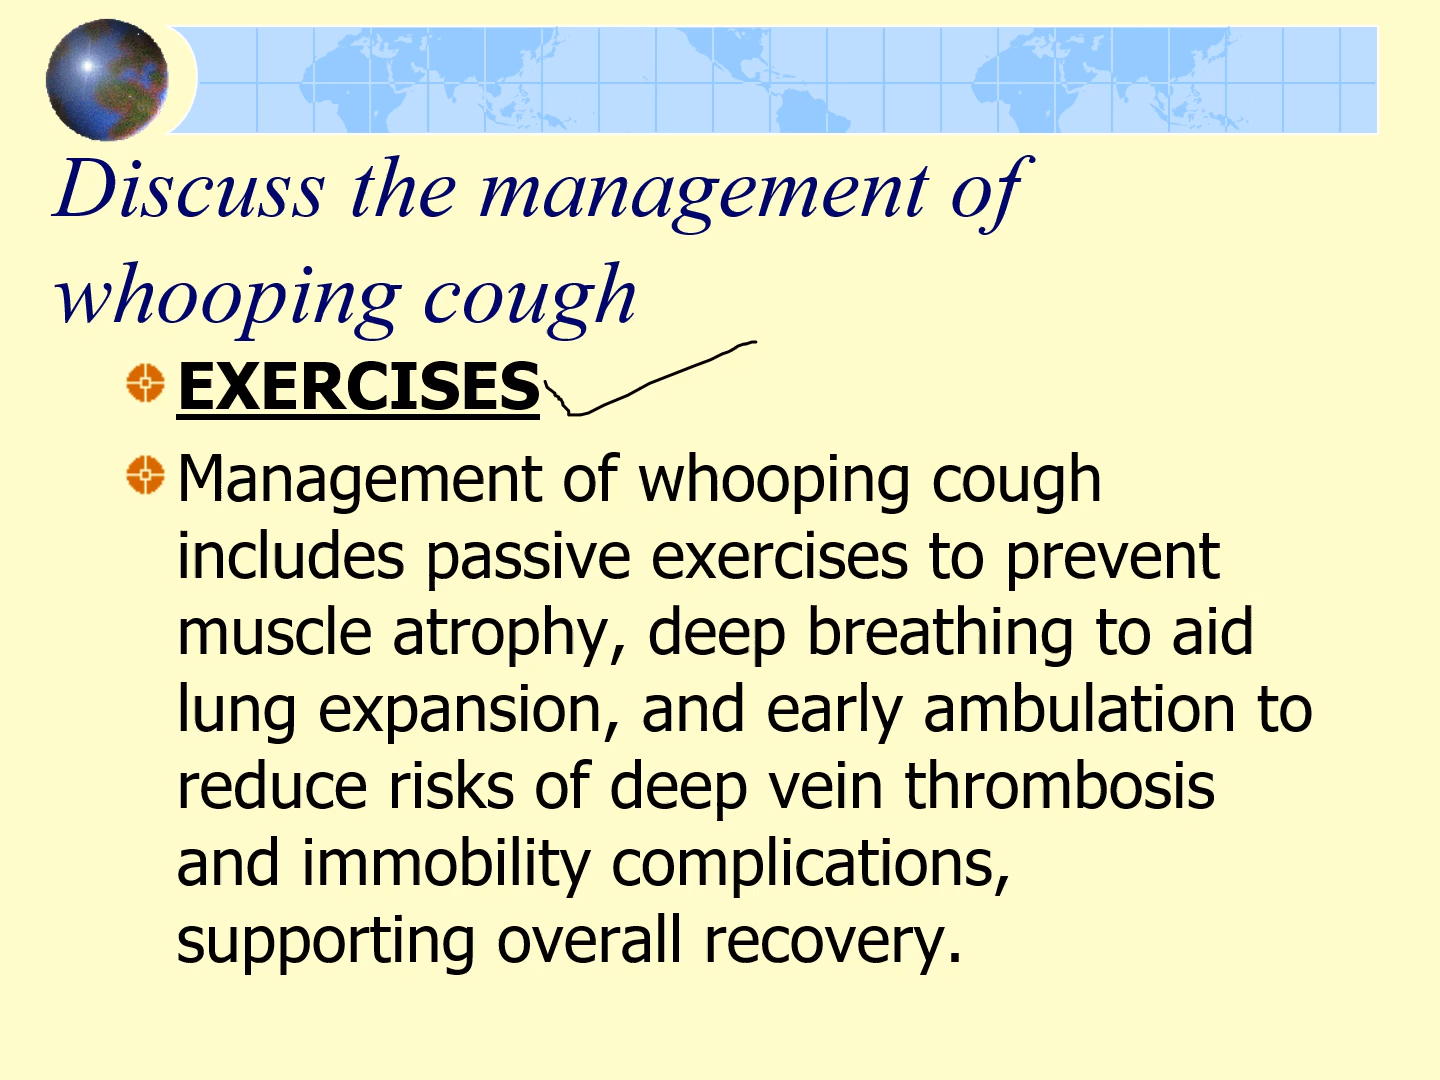 Discuss the management of
whooping cough
EXERCISES
Management of whooping cough
includes passive exercises to prevent
muscle atrophy, deep breathing to aid
lung expansion, and early ambulation to
reduce risks of deep vein thrombosis
and immobility complications,
supporting overall recovery.